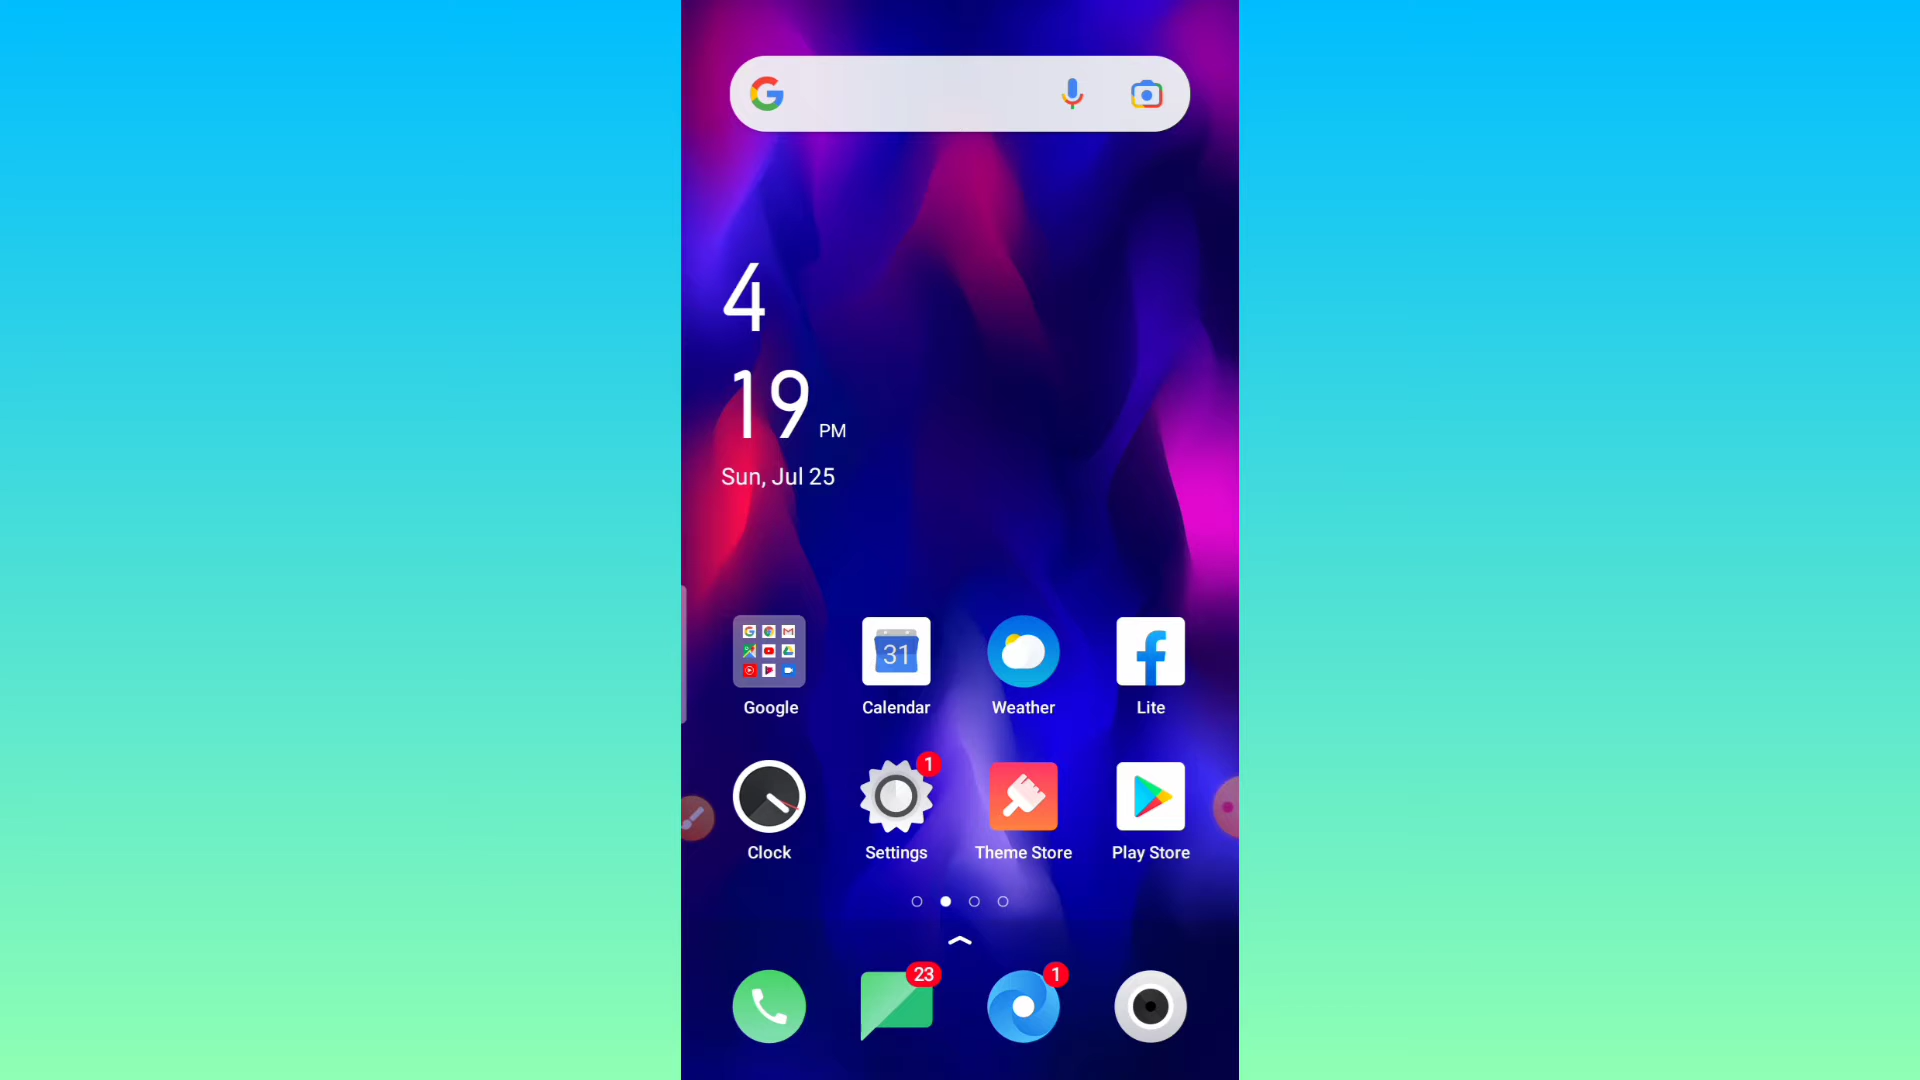 4
19 PM
Sun, Jul 25
31
Google Calendar Weather Lite
1
Clock Settings Theme Store Play Store
23 1